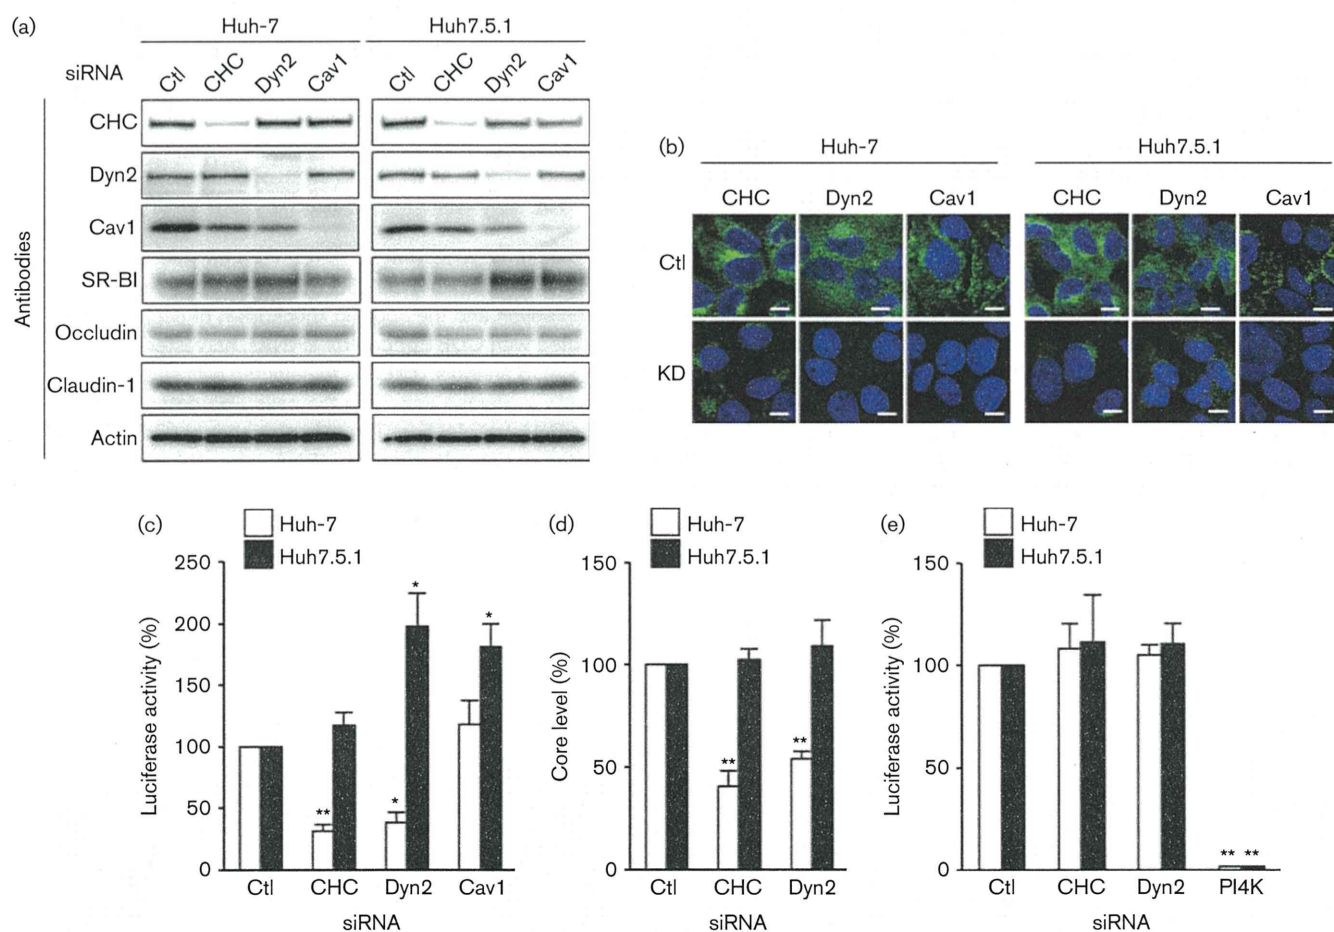 (a)
Huh-7 Huh7.5.1
siRNA Ctl CHC Dyn2 Cav1 Ctl CHC Dyn2 Cav1
Antibodies
CHC
Dyn2
Cav1
SR-BI
Occludin
Claudin-1
Actin
(b)
Huh-7 Huh7.5.1
CHC Dyn2 Cav1 CHC Dyn2 Cav1
Ctl
KD
(c)
Huh-7
Huh7.5.1
Luciferase activity (%)
250
200
150
100
50
0
** * * *
Ctl CHC Dyn2 Cav1
siRNA
(d)
Huh-7
Huh7.5.1
Core level (%)
150
100
50
0
** **
Ctl CHC Dyn2
siRNA
(e)
Huh-7
Huh7.5.1
Luciferase activity (%)
150
100
50
0
** **
Ctl CHC Dyn2 PI4K
siRNA